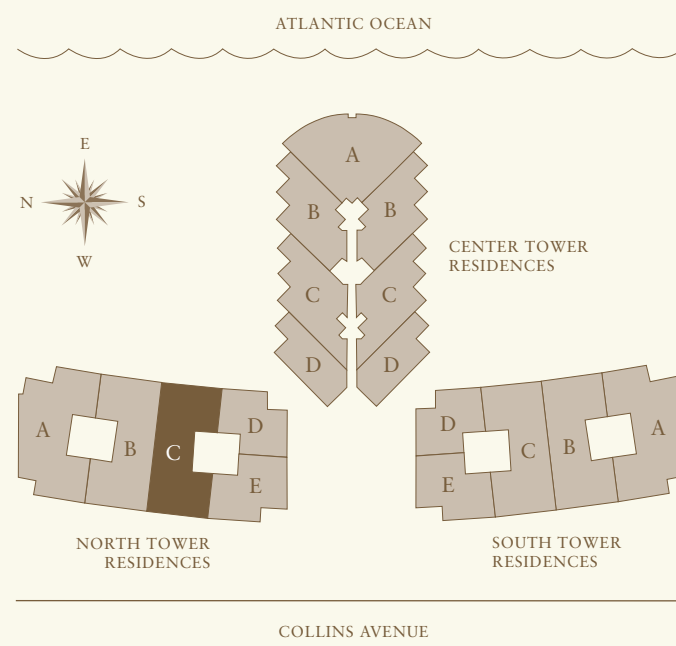 ATLANTIC OCEAN
E
N
S
W
A
B
B
CENTER TOWER
RESIDENCES
C
C
D
D
A
B
C
D
E
D
E
C
B
A
NORTH TOWER
RESIDENCES
SOUTH TOWER
RESIDENCES
COLLINS AVENUE